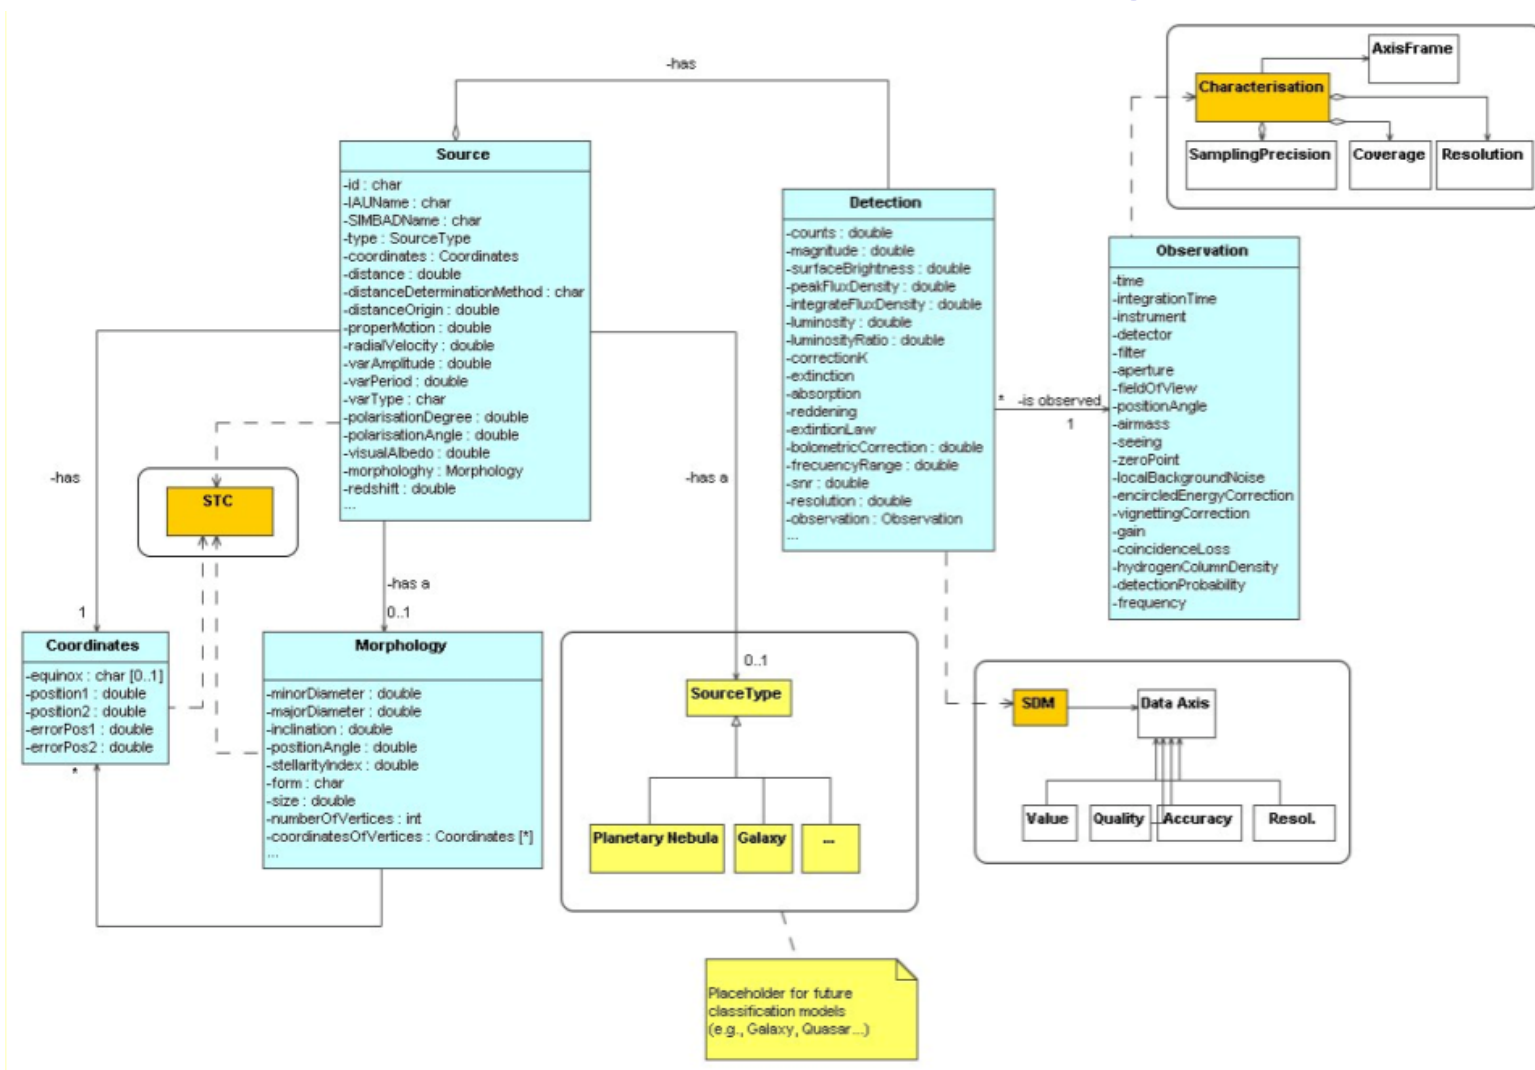 -has
AxisFrame
Characterisation
SamplingPrecision
Coverage
Resolution
Source
-id : char
-IAUName : char
-SIMBADName : char
-type : SourceType
-coordinates : Coordinates
-distance : double
-distanceDeterminationMethod : char
-distanceOrigin : double
-properMotion : double
-radialVelocity : double
-varAmplitude : double
-varPeriod : double
-varType : char
-polarisationDegree : double
-polarisationAngle : double
-visualAlbedo : double
-morphologhy : Morphology
-redshift : double
...
Detection
-counts : double
-magnitude : double
-surfaceBrightness : double
-peakFluxDensity : double
-integrateFluxDensity : double
-luminosity : double
-luminosityRatio : double
-correctionK
-extinction
-absorption
-reddening
-extintionLaw
-bolometricCorrection : double
-frecuencyRange : double
-snr : double
-resolution : double
-observation : Observation
...
* -is observed
1
Observation
-time
-integrationTime
-instrument
-detector
-filter
-aperture
-fieldOfView
-positionAngle
-airmass
-seeing
-zeroPoint
-localBackgroundNoise
-encircledEnergyCorrection
-vignettingCorrection
-gain
-coincidenceLoss
-hydrogenColumnDensity
-detectionProbability
-frequency
-has
STC
-has a
-has a
1
0..1
0..1
Coordinates
-equinox : char [0..1]
-position1 : double
-position2 : double
-errorPos1 : double
-errorPos2 : double
*
Morphology
-minorDiameter : double
-majorDiameter : double
-inclination : double
-positionAngle : double
-stellarityIndex : double
-form : char
-size : double
-numberOfVertices : int
-coordinatesOfVertices : Coordinates [*]
...
SourceType
Planetary Nebula
Galaxy
...
SDM
Data Axis
Value
Quality
Accuracy
Resol.
Placeholder for future
classification models
(e.g., Galaxy, Quasar...)